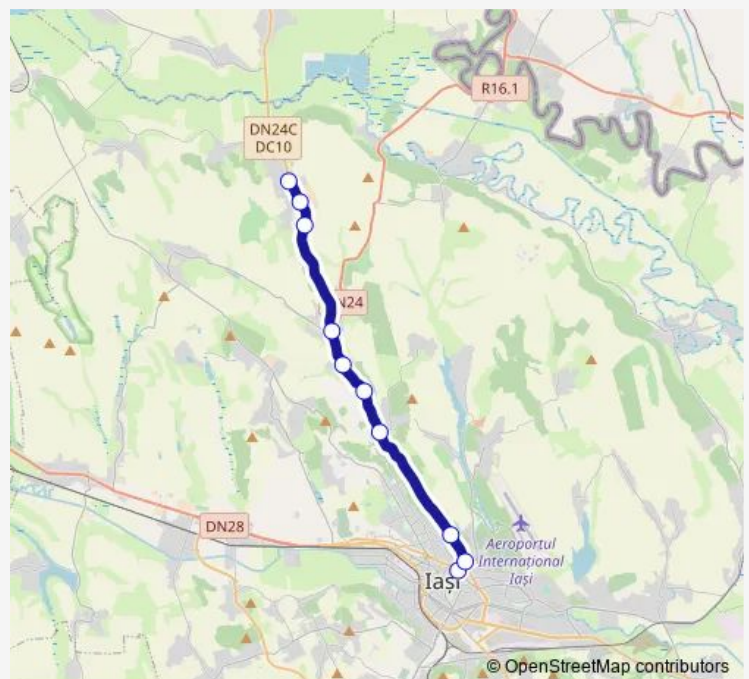 R16.1
DN24C
DC10
N24
DN28
Aeroportul
Internațional
Iași
Iași
© OpenStreetMap contributors